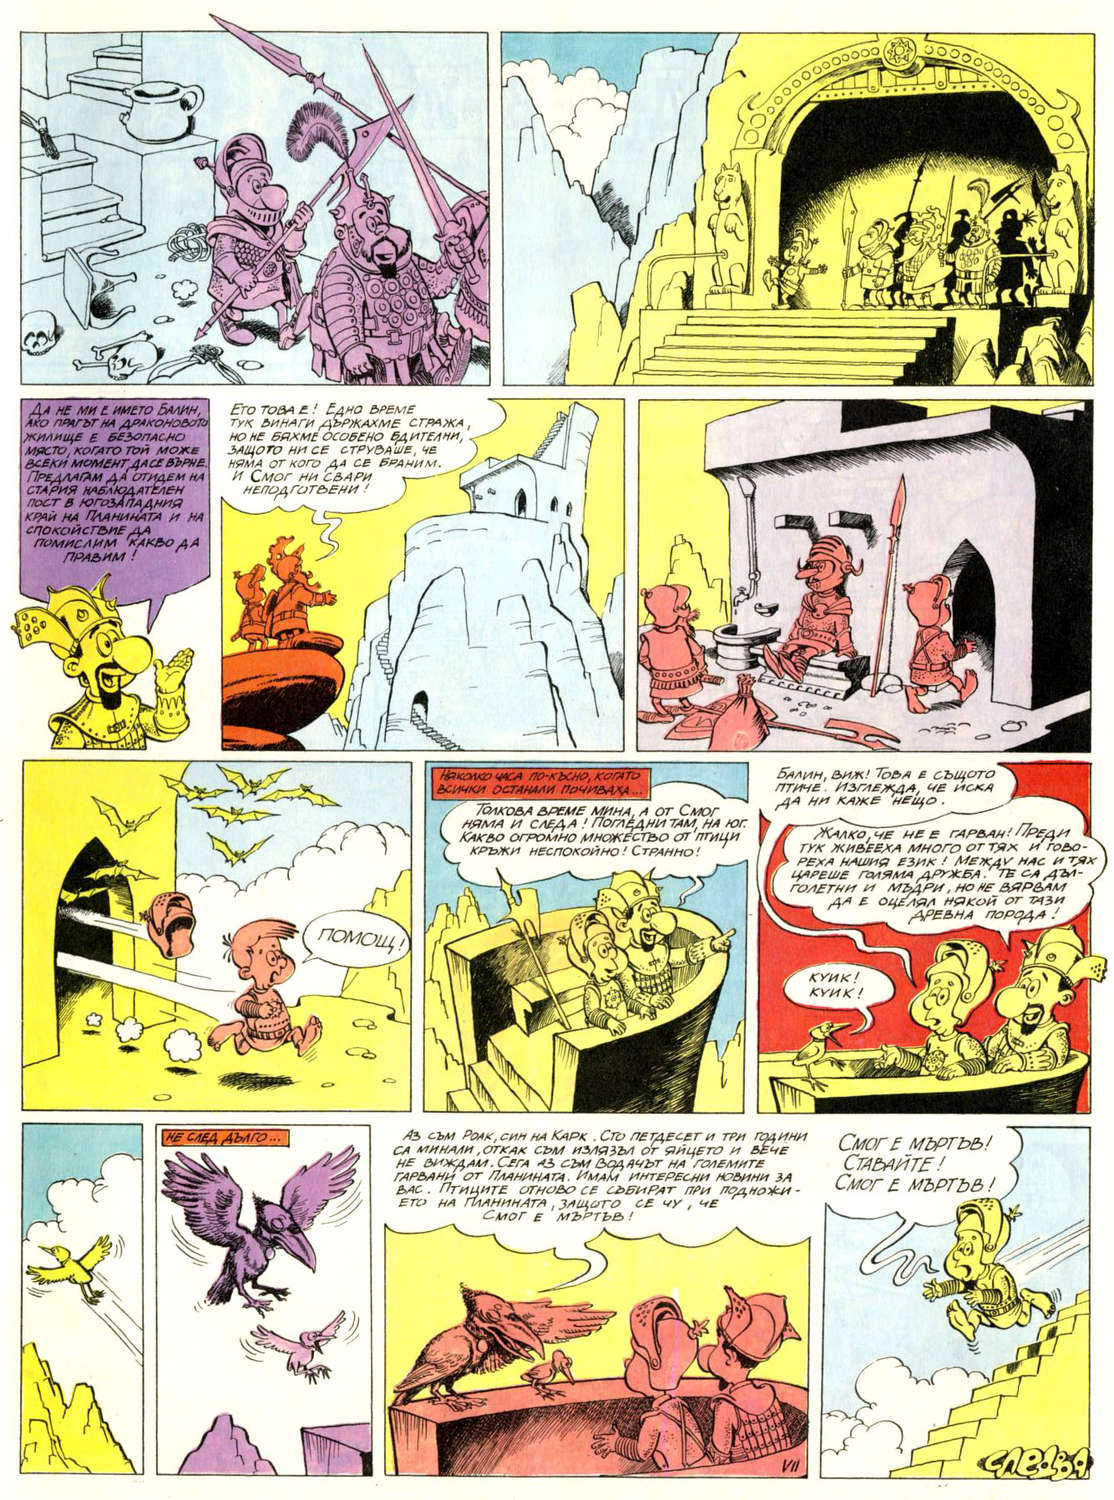 ДА НЕ МИ Е ИМЕТО БАЛИН,
АКО ПРАГЪТ НА ДРАКОНОВОТО
ЖИЛИЩЕ Е БЕЗОПАСНО
МЯСТО, КОГАТО ТОЙ МОЖЕ
ВСЕКИ МОМЕНТ ДА СЕ ВЪРНЕ.
ПРЕДЛАГАМ ДА ОТИДЕМ НА
СТАРИЯ НАБЛЮДАТЕЛЕН
ПОСТ В ЮГОЗАПАДНИЯ
КРАЙ НА ПЛАНИНАТА И НА
СПОКОЙСТВИЕ ДА
ПОМИСЛИМ КАКВО ДА
ПРАВИМ!
ЕТО ТОВА Е! ЕДНО ВРЕМЕ
ТУК ВИНАГИ ДЪРЖАХМЕ СТРАЖА,
НО НЕ БЯХМЕ ОСОБЕНО БДИТЕЛНИ,
ЗАЩОТО НИ СЕ СТРУВАШЕ, ЧЕ
НЯМА ОТ КОГО ДА СЕ БРАНИМ.
И СМОГ НИ СВАРИ
НЕПОДГОТВЕНИ!
ПОМОЩ!
НЯКОЛКО ЧАСА ПО-КЪСНО, КОГАТО
ВСИЧКИ ОСТАНАЛИ ПОЧИВАХА...
ТОЛКОВА ВРЕМЕ МИНА, А ОТ СМОГ
НЯМА И СЛЕДА! ПОГЛЕДНИ ТАМ, НА ЮГ.
КАКВО ОГРОМНО МНОЖЕСТВО ОТ ПТИЦИ
КРЪЖИ НЕСПОКОЙНО! СТРАННО!
БАЛИН, ВИЖ! ТОВА Е СЪЩОТО
ПТИЧЕ. ИЗГЛЕЖДА, ЧЕ ИСКА
ДА НИ КАЖЕ НЕЩО.
ЖАЛКО, ЧЕ НЕ Е ГАРВАН! ПРЕДИ
ТУК ЖИВЕЕХА МНОГО ОТ ТЯХ И ГОВО-
РЕХА НАШИЯ ЕЗИК! МЕЖДУ НАС И ТЯХ
ЦАРЕШЕ ГОЛЯМА ДРУЖБА. ТЕ СА ДЪЛ-
ГОЛЕТНИ И МЪДРИ, НО НЕ ВЯРВАМ
ДА Е ОЦЕЛЯЛ НЯКОЙ ОТ ТАЗИ
ДРЕВНА ПОРОДА!
КУИК!
КУИК!
НЕ СЛЕД ДЪЛГО...
АЗ СЪМ РОАК, СИН НА КАРК. СТО ПЕТДЕСЕТ И ТРИ ГОДИНИ
СА МИНАЛИ, ОТКАК СЪМ ИЗЛЯЗЪЛ ОТ ЯЙЦЕТО И ВЕЧЕ
НЕ ВИЖДАМ. СЕГА АЗ СЪМ ВОДАЧЪТ НА ГОЛЕМИТЕ
ГАРВАНИ ОТ ПЛАНИНАТА. ИМАМ ИНТЕРЕСНИ НОВИНИ ЗА
ВАС. ПТИЦИТЕ ОТНОВО СЕ СЪБИРАТ ПРИ ПОДНОЖИ-
ЕТО НА ПЛАНИНАТА, ЗАЩОТО СЕ ЧУ, ЧЕ
СМОГ Е МЪРТЪВ!
VII
СМОГ Е МЪРТЪВ!
СТАВАЙТЕ!
СМОГ Е МЪРТЪВ!
СЛЕДВА